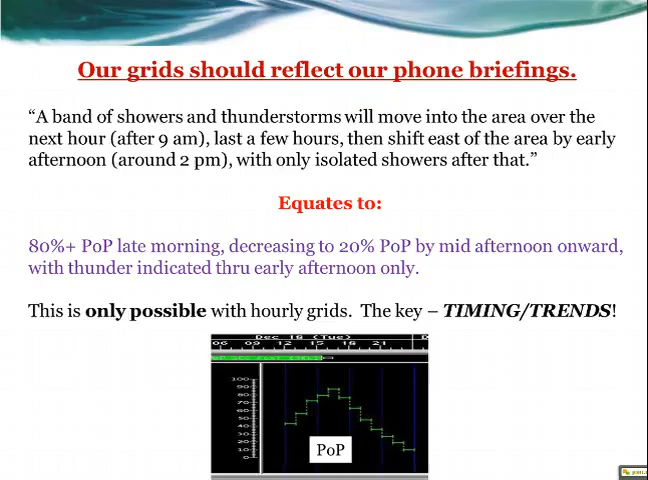 Our grids should reflect our phone briefings.
“A band of showers and thunderstorms will move into the area over the
next hour (after 9 am), last a few hours, then shift east of the area by early
afternoon (around 2 pm), with only isolated showers after that.”
Equates to:
80%+ PoP late morning, decreasing to 20% PoP by mid afternoon onward,
with thunder indicated thru early afternoon only.
This is only possible with hourly grids. The key – TIMING/TRENDS!
Dec 18 (Tue)
06 09 12 15 18 21
100
90
80
70
60
50
40
30
20
10
0
PoP